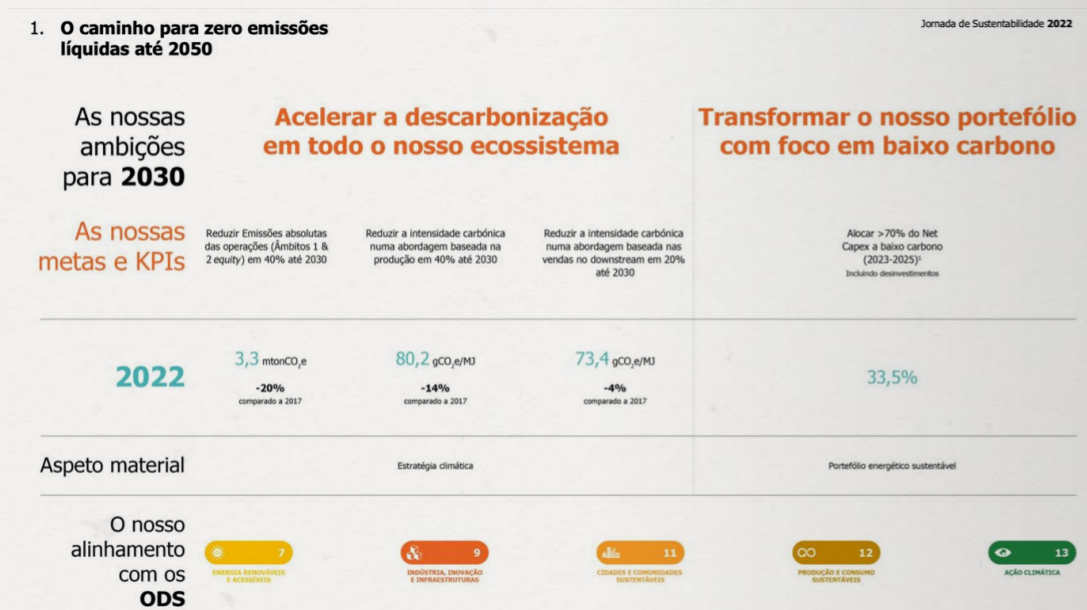 1. O caminho para zero emissões
líquidas até 2050
Jornada de Sustentabilidade 2022
As nossas
ambições
para 2030
Acelerar a descarbonização
em todo o nosso ecossistema
Transformar o nosso portefólio
com foco em baixo carbono
As nossas
metas e KPIs
Reduzir Emissões absolutas
das operações (Âmbitos 1 &
2 equity) em 40% até 2030
Reduzir a intensidade carbónica
numa abordagem baseada na
produção em 40% até 2030
Reduzir a intensidade carbónica
numa abordagem baseada nas
vendas no downstream em 20%
até 2030
Alocar >70% do Net
Capex a baixo carbono
(2023-2025)¹
Incluindo desinvestimentos
2022
3,3 mtonCO₂e
-20%
comparado a 2017
80,2 gCO₂e/MJ
-14%
comparado a 2017
73,4 gCO₂e/MJ
-4%
comparado a 2017
33,5%
Aspeto material
Estratégia climática
Portefólio energético sustentável
O nosso
alinhamento
com os
ODS
7
ENERGIA RENOVÁVEIS
E ACESSÍVEIS
9
INDÚSTRIA, INOVAÇÃO
E INFRAESTRUTURAS
11
CIDADES E COMUNIDADES
SUSTENTÁVEIS
12
PRODUÇÃO E CONSUMO
SUSTENTÁVEIS
13
AÇÃO CLIMÁTICA